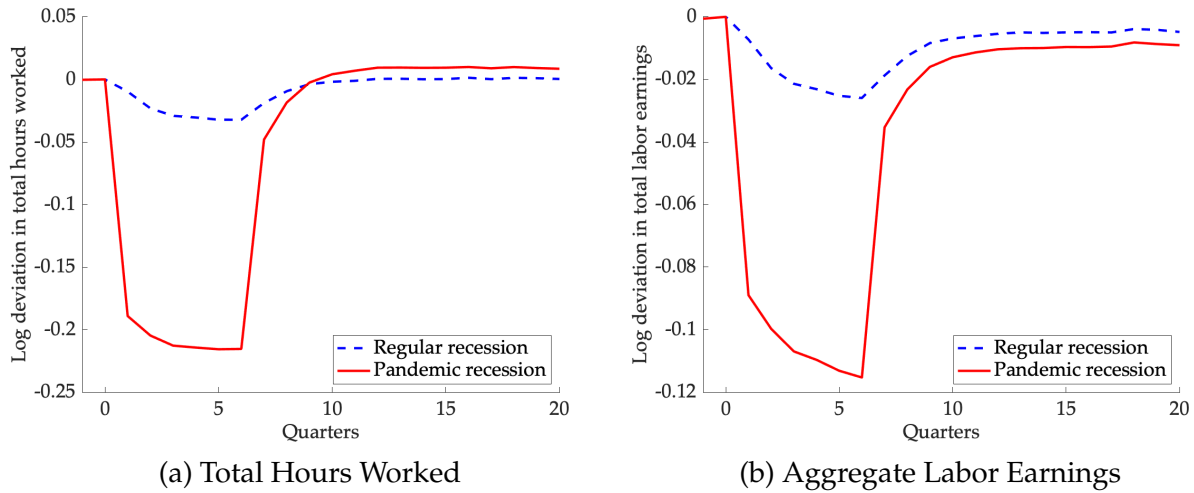 Log deviation in total hours worked
0.05
0
-0.05
-0.1
-0.15
-0.2
-0.25
0
5
10
15
20
Quarters
Regular recession
Pandemic recession
(a) Total Hours Worked
Log deviation in total labor earnings
0
-0.02
-0.04
-0.06
-0.08
-0.1
-0.12
0
5
10
15
20
Quarters
Regular recession
Pandemic recession
(b) Aggregate Labor Earnings